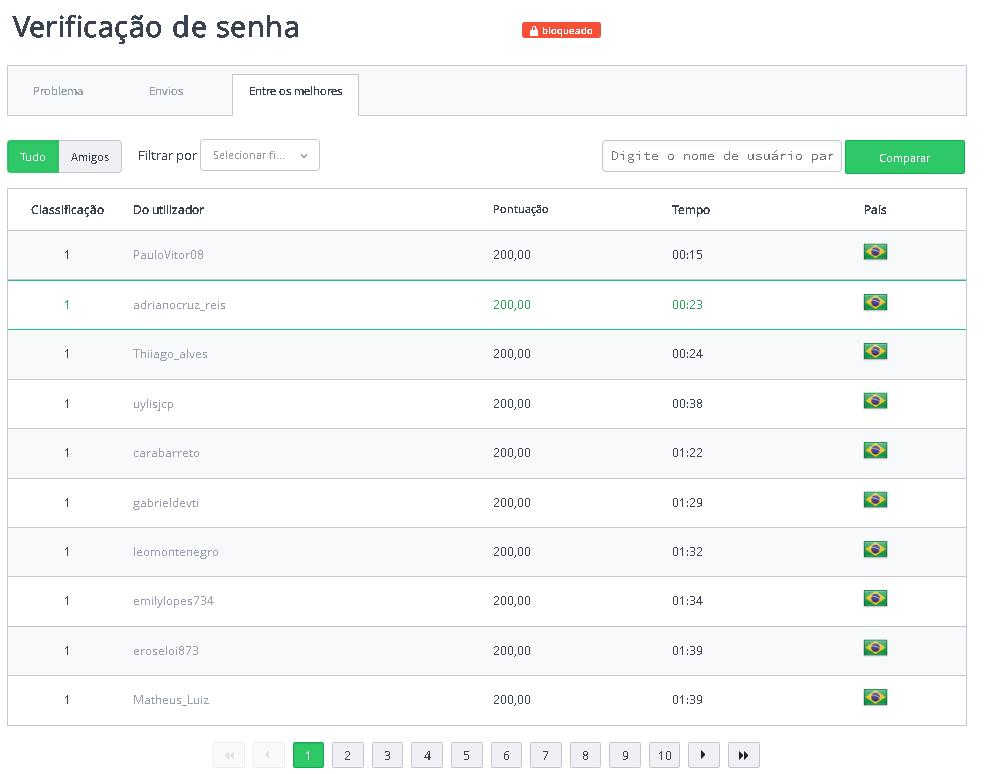 Verificação de senha
bloqueado
Problema Envios Entre os melhores
Tudo Amigos Filtrar por Selecionar fi... Digite o nome de usuário par Comparar
Classificação Do utilizador Pontuação Tempo País
1 PauloVitor08 200,00 00:15
1 adrianocruz_reis 200,00 00:23
1 Thiiago_alves 200,00 00:24
1 uylisjcp 200,00 00:38
1 carabarreto 200,00 01:22
1 gabrieldevti 200,00 01:29
1 leomontenegro 200,00 01:32
1 emilylopes734 200,00 01:34
1 eroseloi873 200,00 01:39
1 Matheus_Luiz 200,00 01:39
1 2 3 4 5 6 7 8 9 10